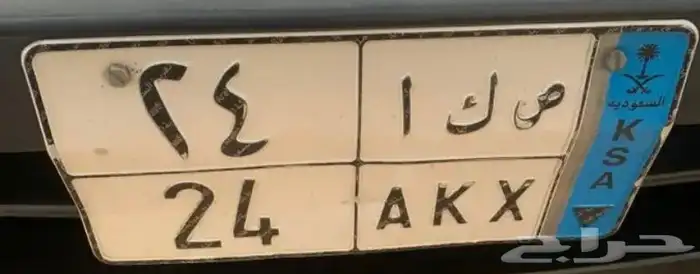 ٢٤ ص ك ا
24 AKX
السعودية
KSA
حراج